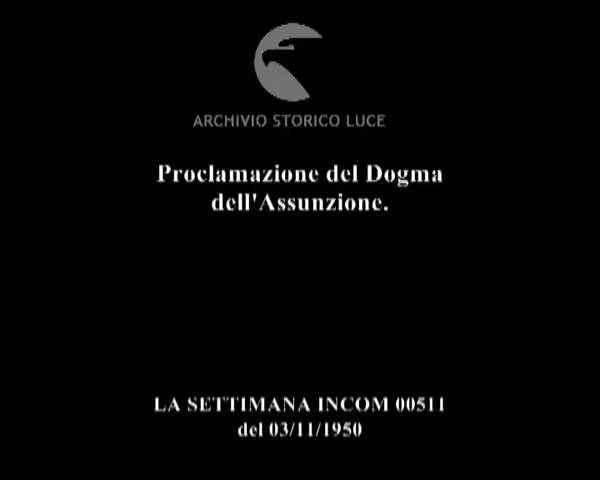 ARCHIVIO STORICO LUCE
Proclamazione del Dogma
dell'Assunzione.
LA SETTIMANA INCOM 00511
del 03/11/1950